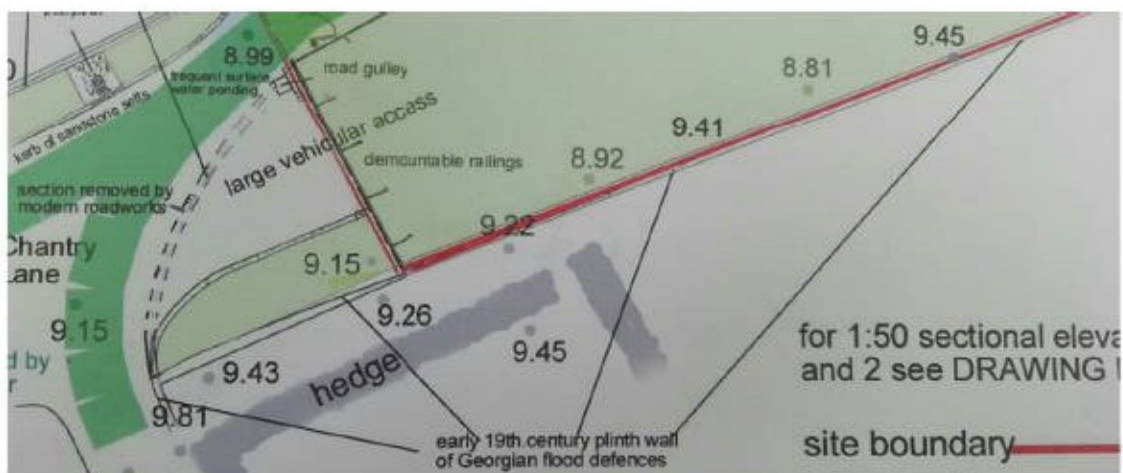 8.99
frequent surface
water ponding
road gulley
9.45
8.81
kerb of sandstone setts
large vehicular access
9.41
demountable railings
8.92
section removed by
modern roadworks
9.22
Chantry
Lane
9.15
9.15
9.26
9.45
for 1:50 sectional eleva
and 2 see DRAWING
d by
r
9.43
hedge
9.81
early 19th century plinth wall
of Georgian flood defences
site boundary